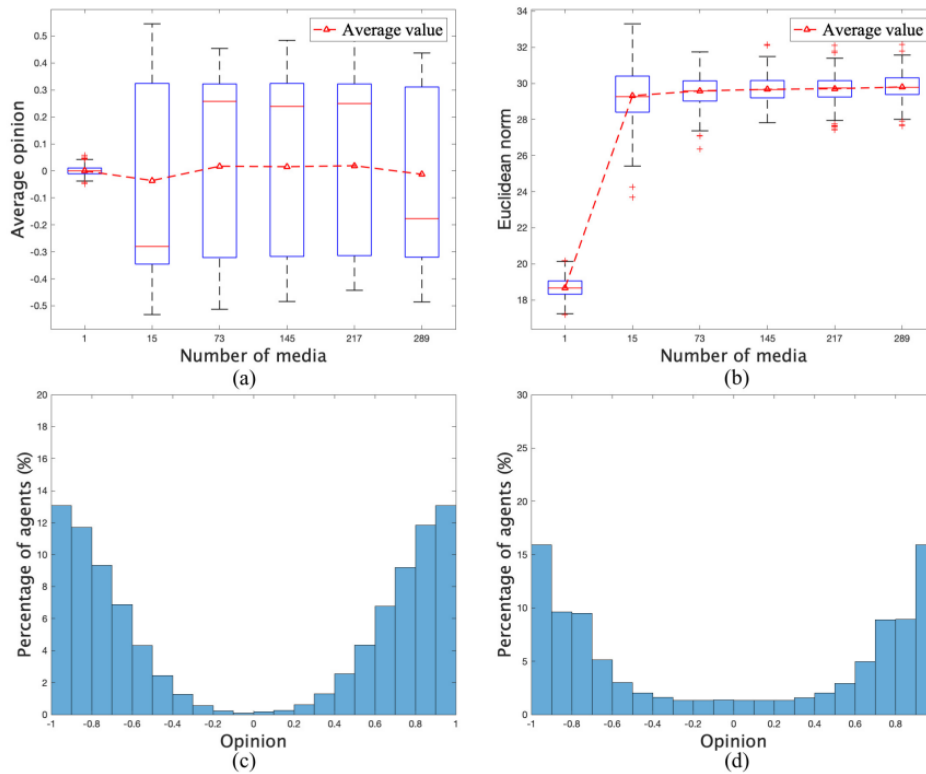 Average value
0.5
0.4
0.3
0.2
0.1
0
-0.1
-0.2
-0.3
-0.4
-0.5
Average opinion
1 15 73 145 217 289
Number of media
(a)
Average value
34
32
30
28
26
24
22
20
18
Euclidean norm
1 15 73 145 217 289
Number of media
(b)
20
18
16
14
12
10
8
6
4
2
0
Percentage of agents (%)
-1 -0.8 -0.6 -0.4 -0.2 0 0.2 0.4 0.6 0.8 1
Opinion
(c)
30
25
20
15
10
5
0
Percentage of agents (%)
-1 -0.8 -0.6 -0.4 -0.2 0 0.2 0.4 0.6 0.8
Opinion
(d)